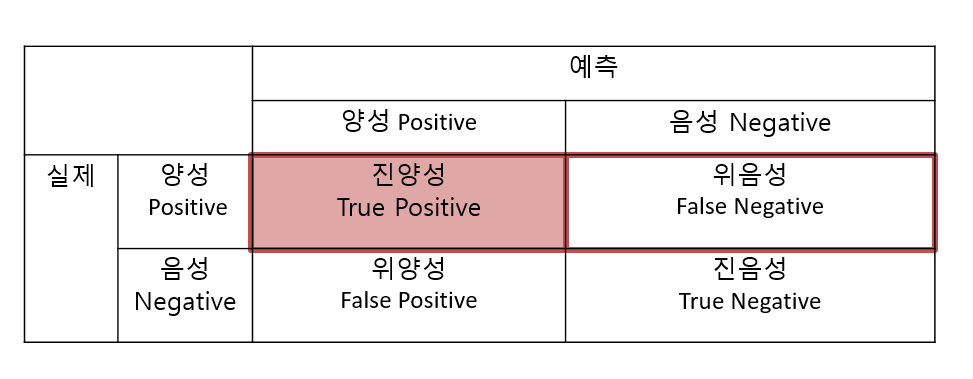 예측
양성 Positive
음성 Negative
실제
양성
Positive
진양성
True Positive
위음성
False Negative
음성
Negative
위양성
False Positive
진음성
True Negative